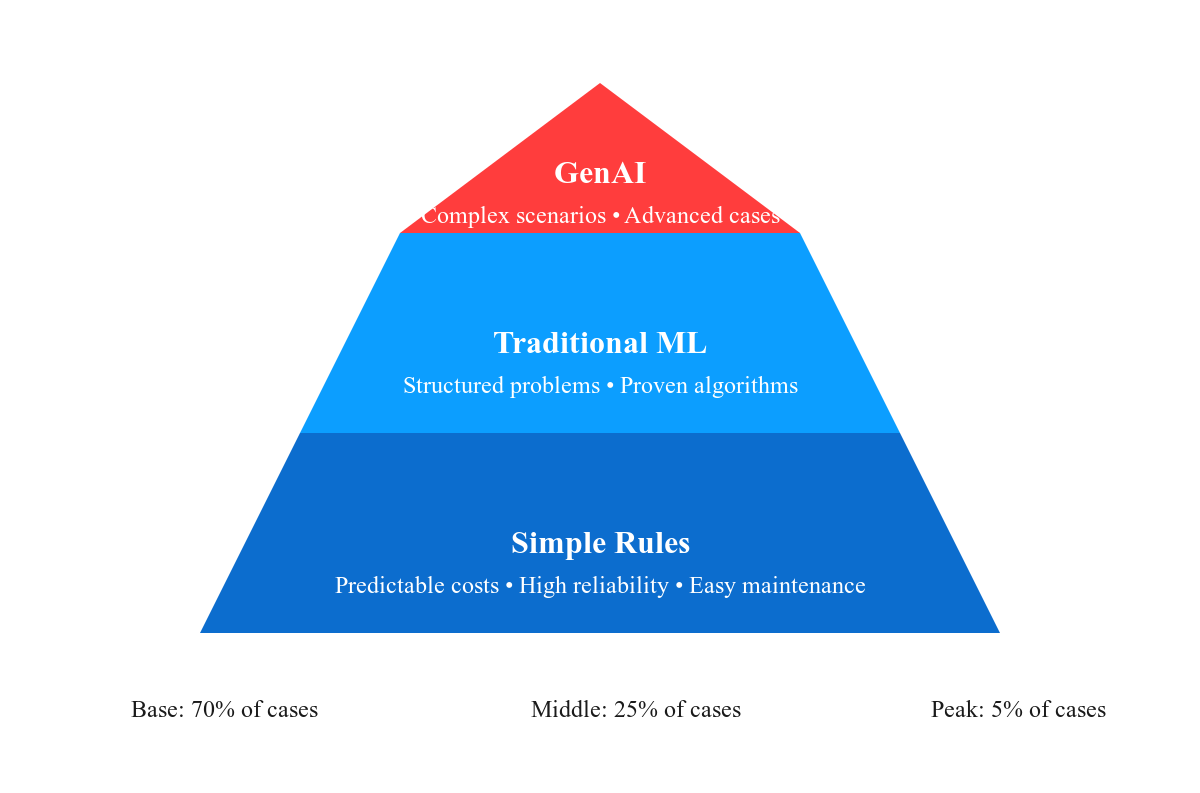 GenAI
Complex scenarios • Advanced cases
Traditional ML
Structured problems • Proven algorithms
Simple Rules
Predictable costs • High reliability • Easy maintenance
Base: 70% of cases
Middle: 25% of cases
Peak: 5% of cases